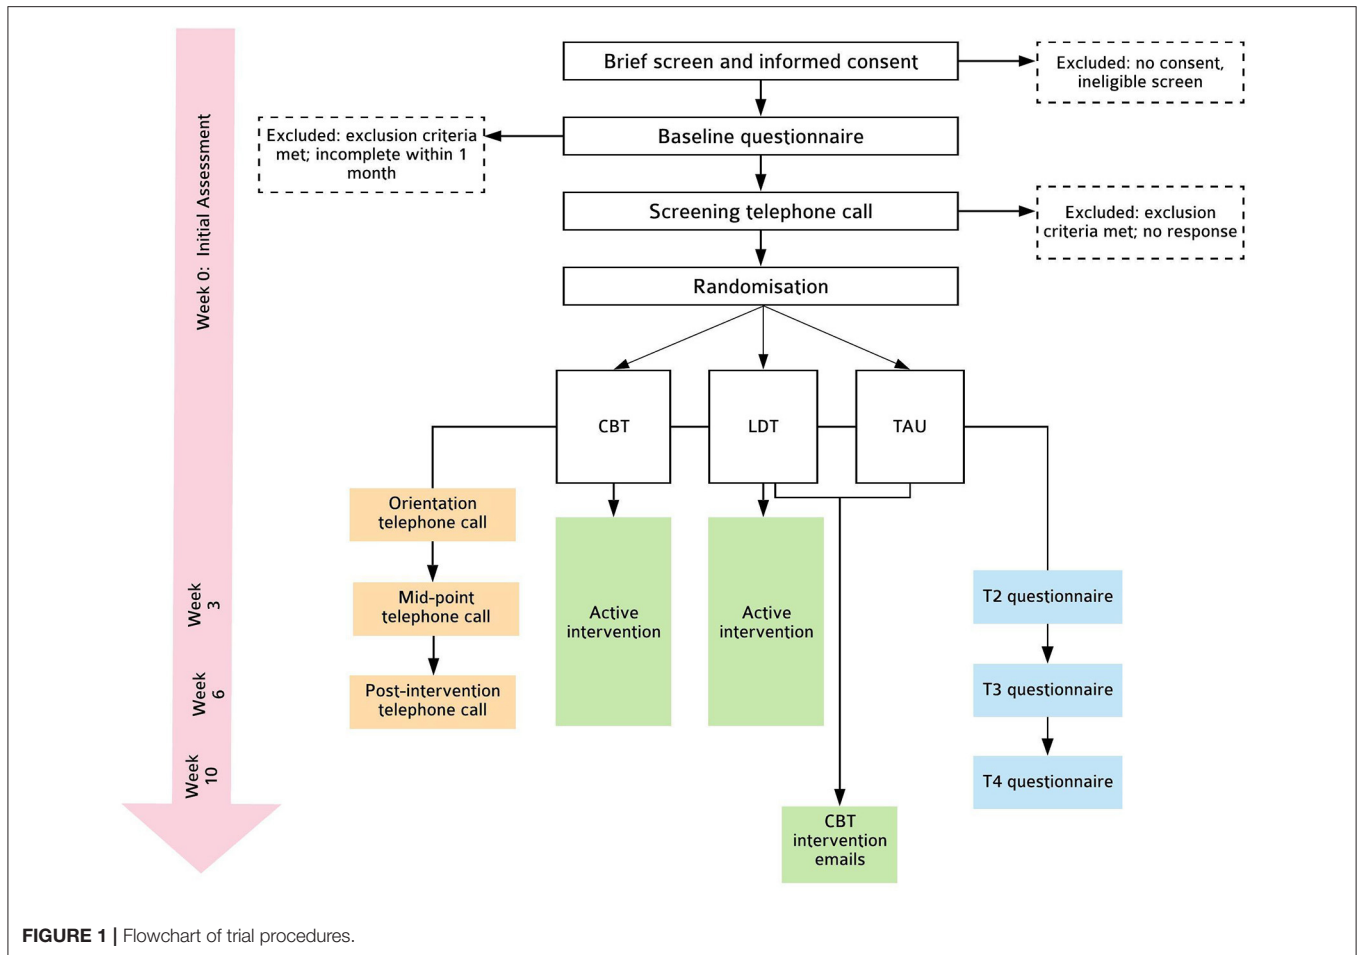 Brief screen and informed consent
Excluded: no consent,
ineligible screen
Excluded: exclusion criteria
met; incomplete within 1
month
Baseline questionnaire
Screening telephone call
Excluded: exclusion
criteria met; no response
Randomisation
Week 0: Initial Assessment
CBT
LDT
TAU
Orientation
telephone call
Mid-point
telephone call
Post-intervention
telephone call
Active
intervention
Active
intervention
T2 questionnaire
T3 questionnaire
T4 questionnaire
Week
3
Week
6
Week
10
CBT
intervention
emails
FIGURE 1 | Flowchart of trial procedures.